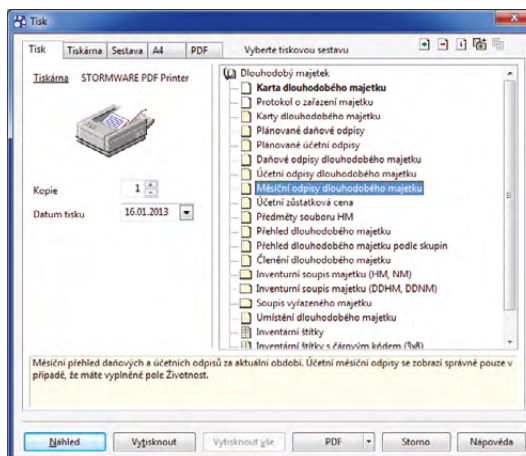 Tisk
Tisk Tiskárna Sestava A4 PDF Vyberte tiskovou sestavu
Tiskárna STORMWARE PDF Printer
Kopie 1
Datum tisku 16.01.2013
Dlouhodobý majetek
Karta dlouhodobého majetku
Protokol o zařazení majetku
Karty dlouhodobého majetku
Plánované daňové odpisy
Plánované účetní odpisy
Daňové odpisy dlouhodobého majetku
Účetní odpisy dlouhodobého majetku
Měsíční odpisy dlouhodobého majetku
Účetní zůstatková cena
Předměty souboru HM
Přehled dlouhodobého majetku
Přehled dlouhodobého majetku podle skupin
Členění dlouhodobého majetku
Inventurní soupis majetku (HM, NM)
Inventurní soupis majetku (DDHM, DDNM)
Soupis vyřazeného majetku
Umístění dlouhodobého majetku
Inventární štítky
Inventární štítky s čárovým kódem (3x8)
Měsíční přehled daňových a účetních odpisů za aktuální období. Účetní měsíční odpisy se zobrazí správně pouze v
případě, že máte vyplněné pole Životnost.
Náhled Vytisknout Vytisknout vše PDF Storno Nápověda